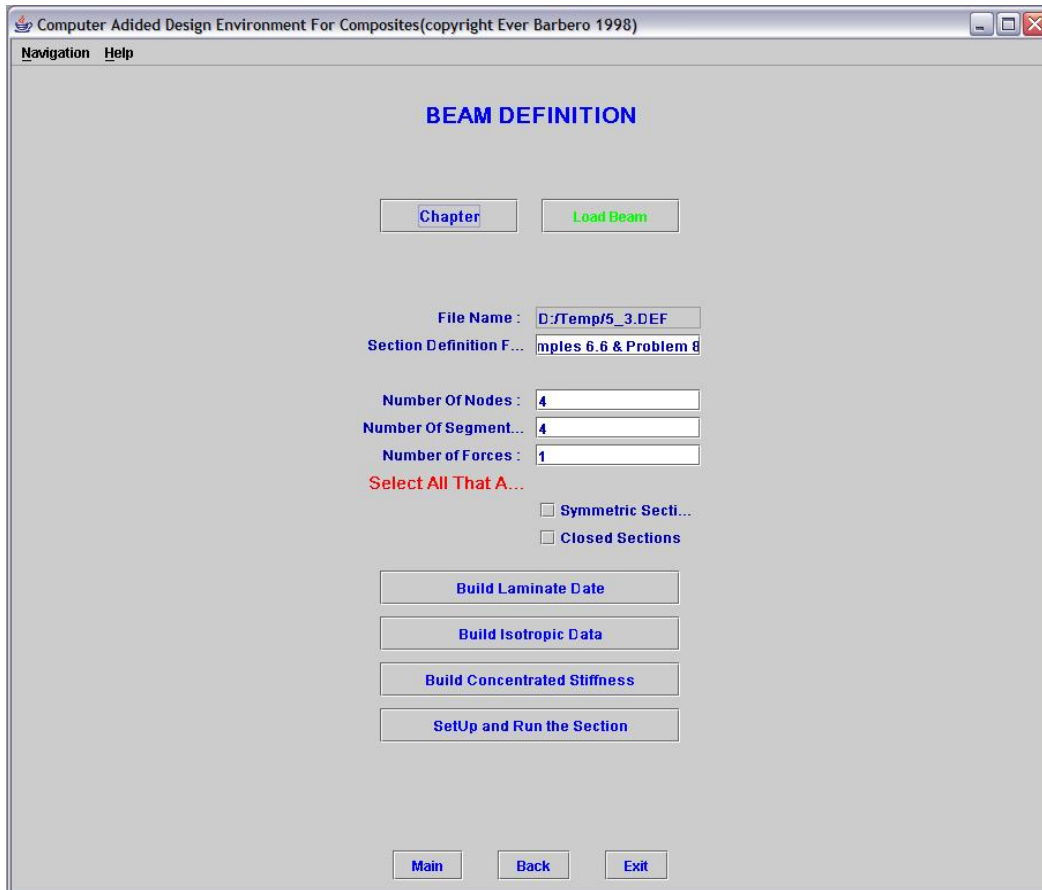 Computer Adided Design Environment For Composites(copyright Ever Barbero 1998)
Navigation Help
BEAM DEFINITION
Chapter Load Beam
File Name : D:/Temp/5_3.DEF
Section Definition F... mples 6.6 & Problem 8
Number Of Nodes : 4
Number Of Segment... 4
Number of Forces : 1
Select All That A...
Symmetric Secti...
Closed Sections
Build Laminate Date
Build Isotropic Data
Build Concentrated Stiffness
SetUp and Run the Section
Main Back Exit